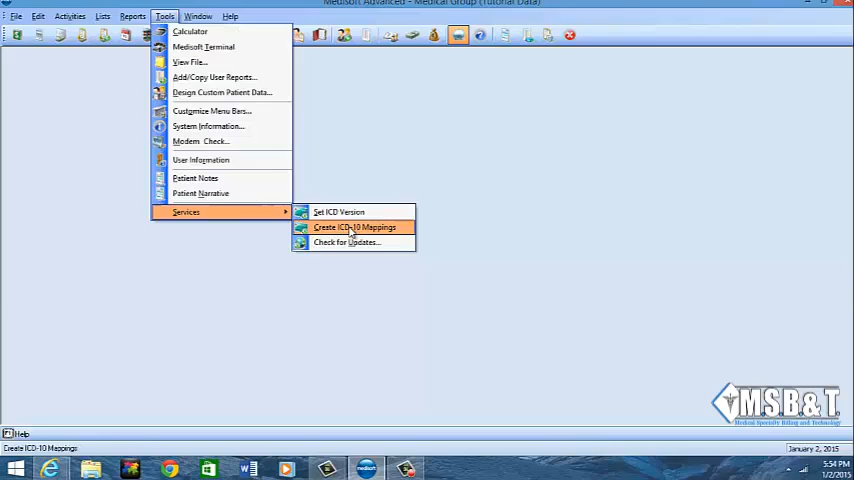 Medisoft Advanced - Medical Group (Tutorial Data)
File Edit Activities Lists Reports Tools Window Help
Calculator
Medisoft Terminal
View File...
Add/Copy User Reports...
Design Custom Patient Data...
Customize Menu Bars...
System Information...
Modem Check...
User Information
Patient Notes
Patient Narrative
Services
Set ICD Version
Create ICD-10 Mappings
Check for Updates...
MSB&T
Medical Specialty Billing and Technology
F1 Help
Create ICD-10 Mappings
January 2, 2015
medisoft
5:54 PM
1/2/2015